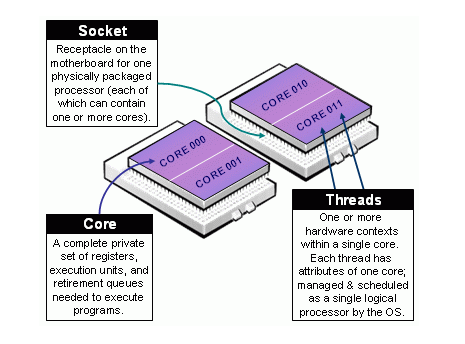 Socket
Receptacle on the
motherboard for one
physically packaged
processor (each of
which can contain
one or more cores).
CORE 010
CORE 011
CORE 000
CORE 001
Core
A complete private
set of registers,
execution units, and
retirement queues
needed to execute
programs.
Threads
One or more
hardware contexts
within a single core.
Each thread has
attributes of one core;
managed & scheduled
as a single logical
processor by the OS.